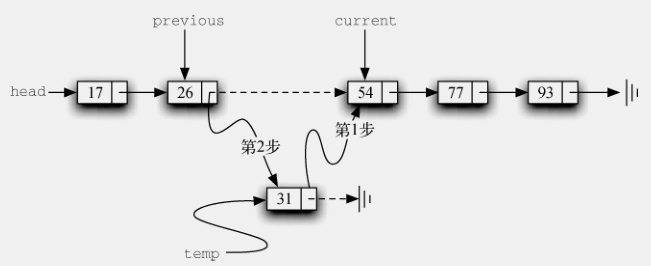 previous
current
head
17
26
54
77
93
第1步
第2步
31
temp